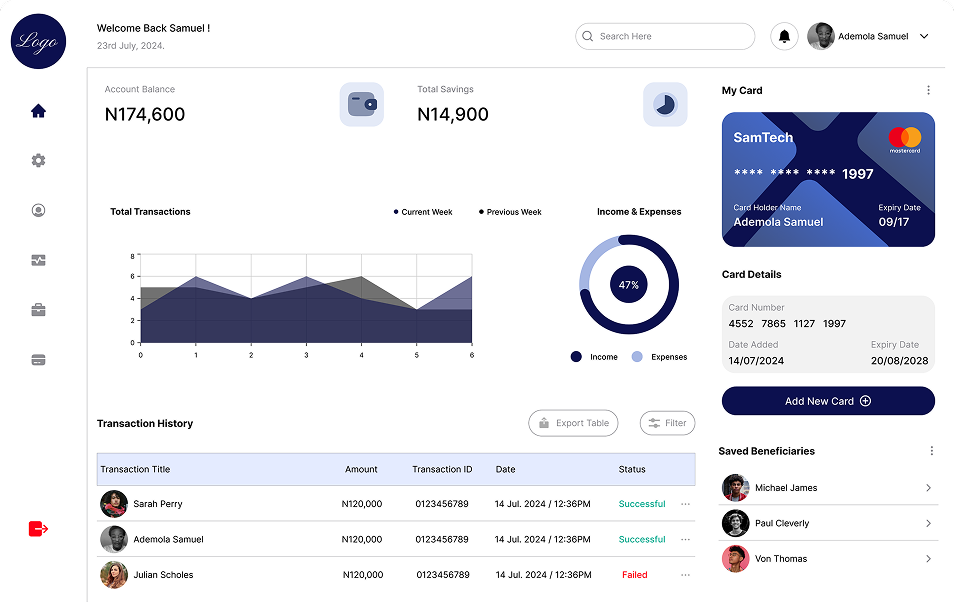 Logo
Welcome Back Samuel !
23rd July, 2024.
Search Here
Ademola Samuel
Account Balance
N174,600
Total Savings
N14,900
Total Transactions
Current Week
Previous Week
8
6
4
2
0
0 1 2 3 4 5 6
Income & Expenses
47%
Income
Expenses
My Card
SamTech
mastercard
**** **** **** 1997
Card Holder Name
Ademola Samuel
Expiry Date
09/17
Card Details
Card Number
4552 7865 1127 1997
Date Added
14/07/2024
Expiry Date
20/08/2028
Add New Card
Transaction History
Export Table
Filter
Transaction Title Amount Transaction ID Date Status
Sarah Perry N120,000 0123456789 14 Jul. 2024 / 12:36PM Successful ...
Ademola Samuel N120,000 0123456789 14 Jul. 2024 / 12:36PM Successful ...
Julian Scholes N120,000 0123456789 14 Jul. 2024 / 12:36PM Failed ...
Saved Beneficiaries
Michael James
Paul Cleverly
Von Thomas